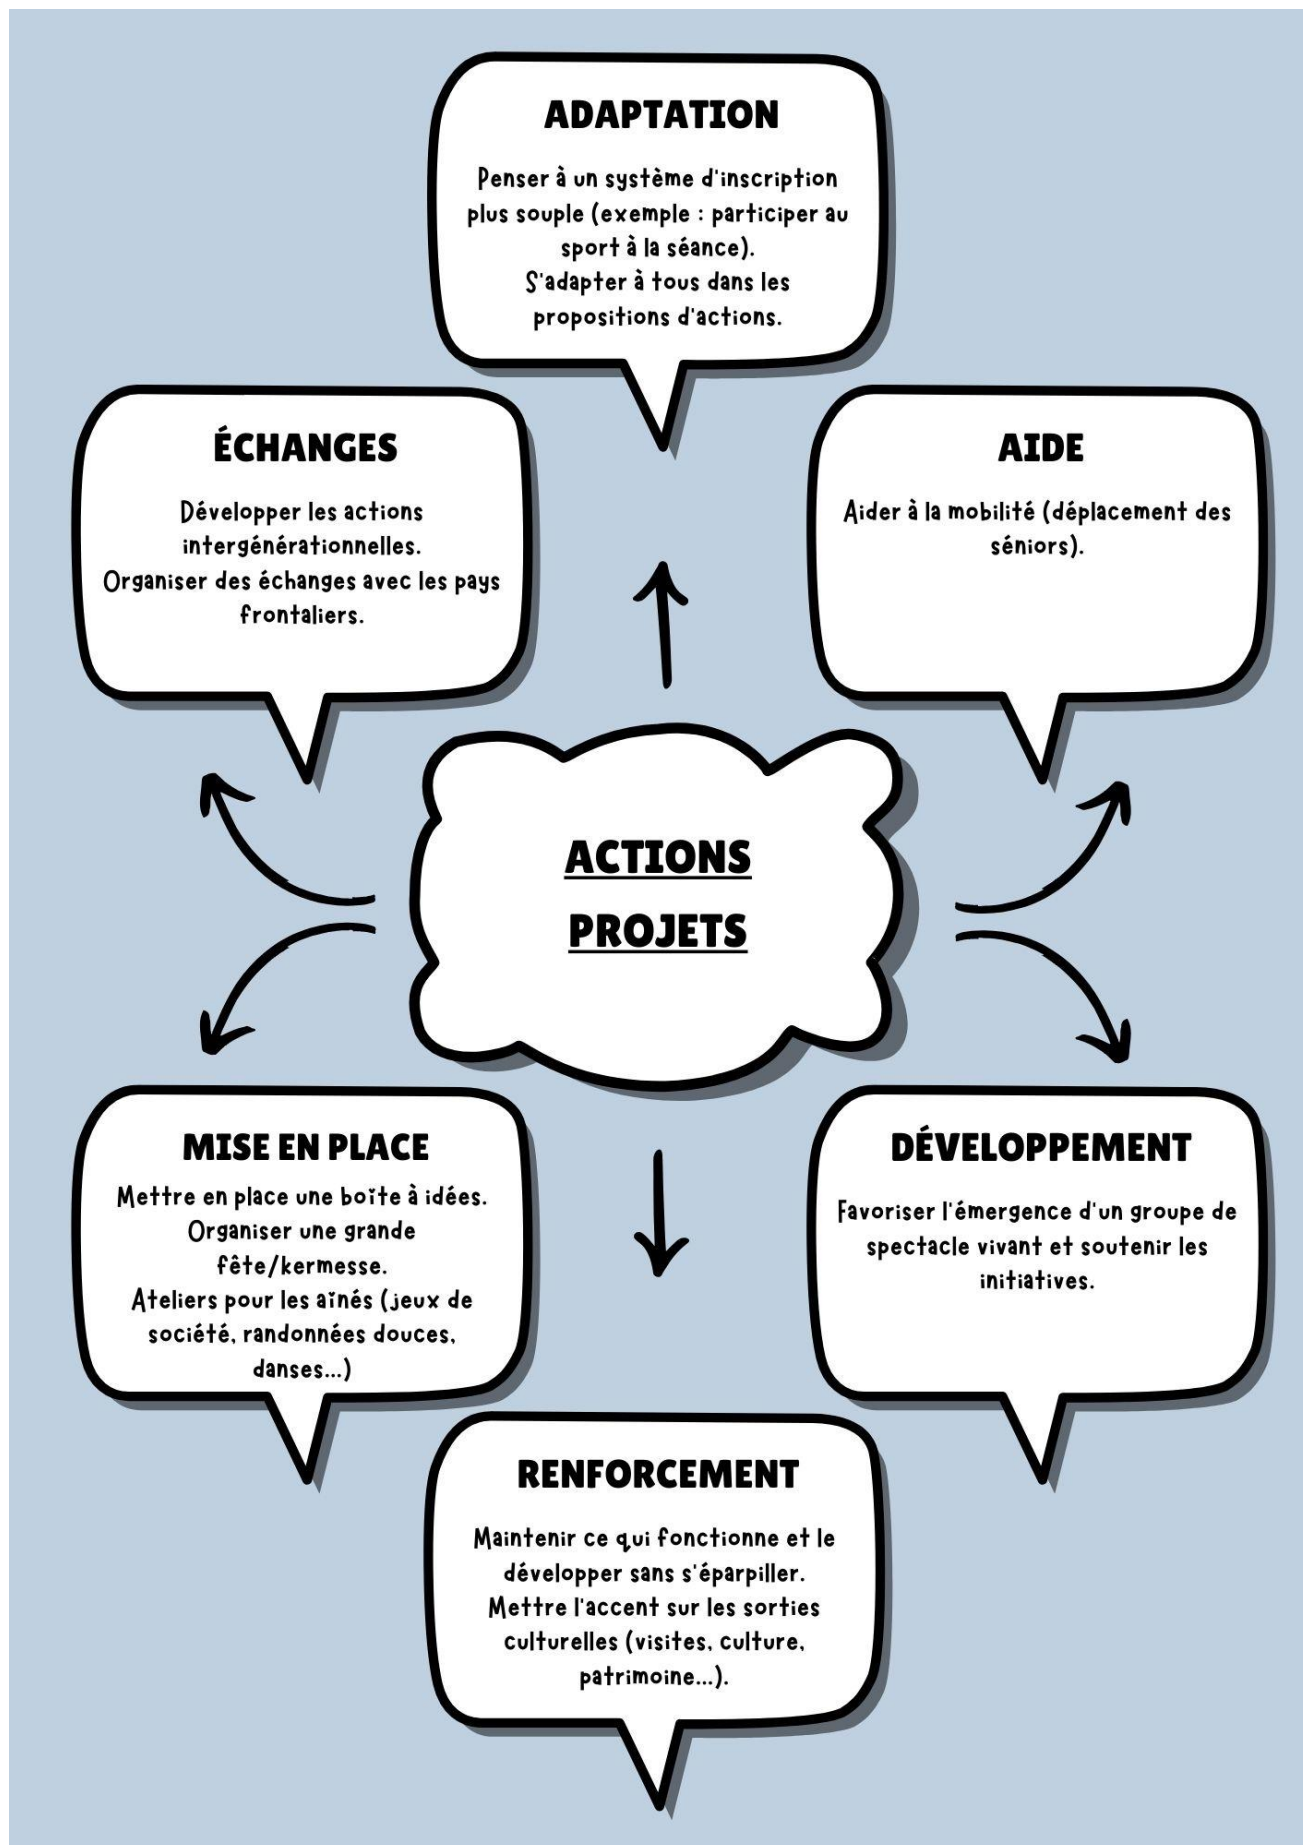 ADAPTATION
Penser à un système d'inscription
plus souple (exemple : participer au
sport à la séance).
S'adapter à tous dans les
propositions d'actions.
ÉCHANGES
Développer les actions
intergénérationnelles.
Organiser des échanges avec les pays
frontaliers.
AIDE
Aider à la mobilité (déplacement des
séniors).
ACTIONS
PROJETS
MISE EN PLACE
Mettre en place une boîte à idées.
Organiser une grande
fête/kermesse.
Ateliers pour les aînés (jeux de
société, randonnées douces,
danses...)
DÉVELOPPEMENT
Favoriser l'émergence d'un groupe de
spectacle vivant et soutenir les
initiatives.
RENFORCEMENT
Maintenir ce qui fonctionne et le
développer sans s'éparpiller.
Mettre l'accent sur les sorties
culturelles (visites, culture,
patrimoine...).